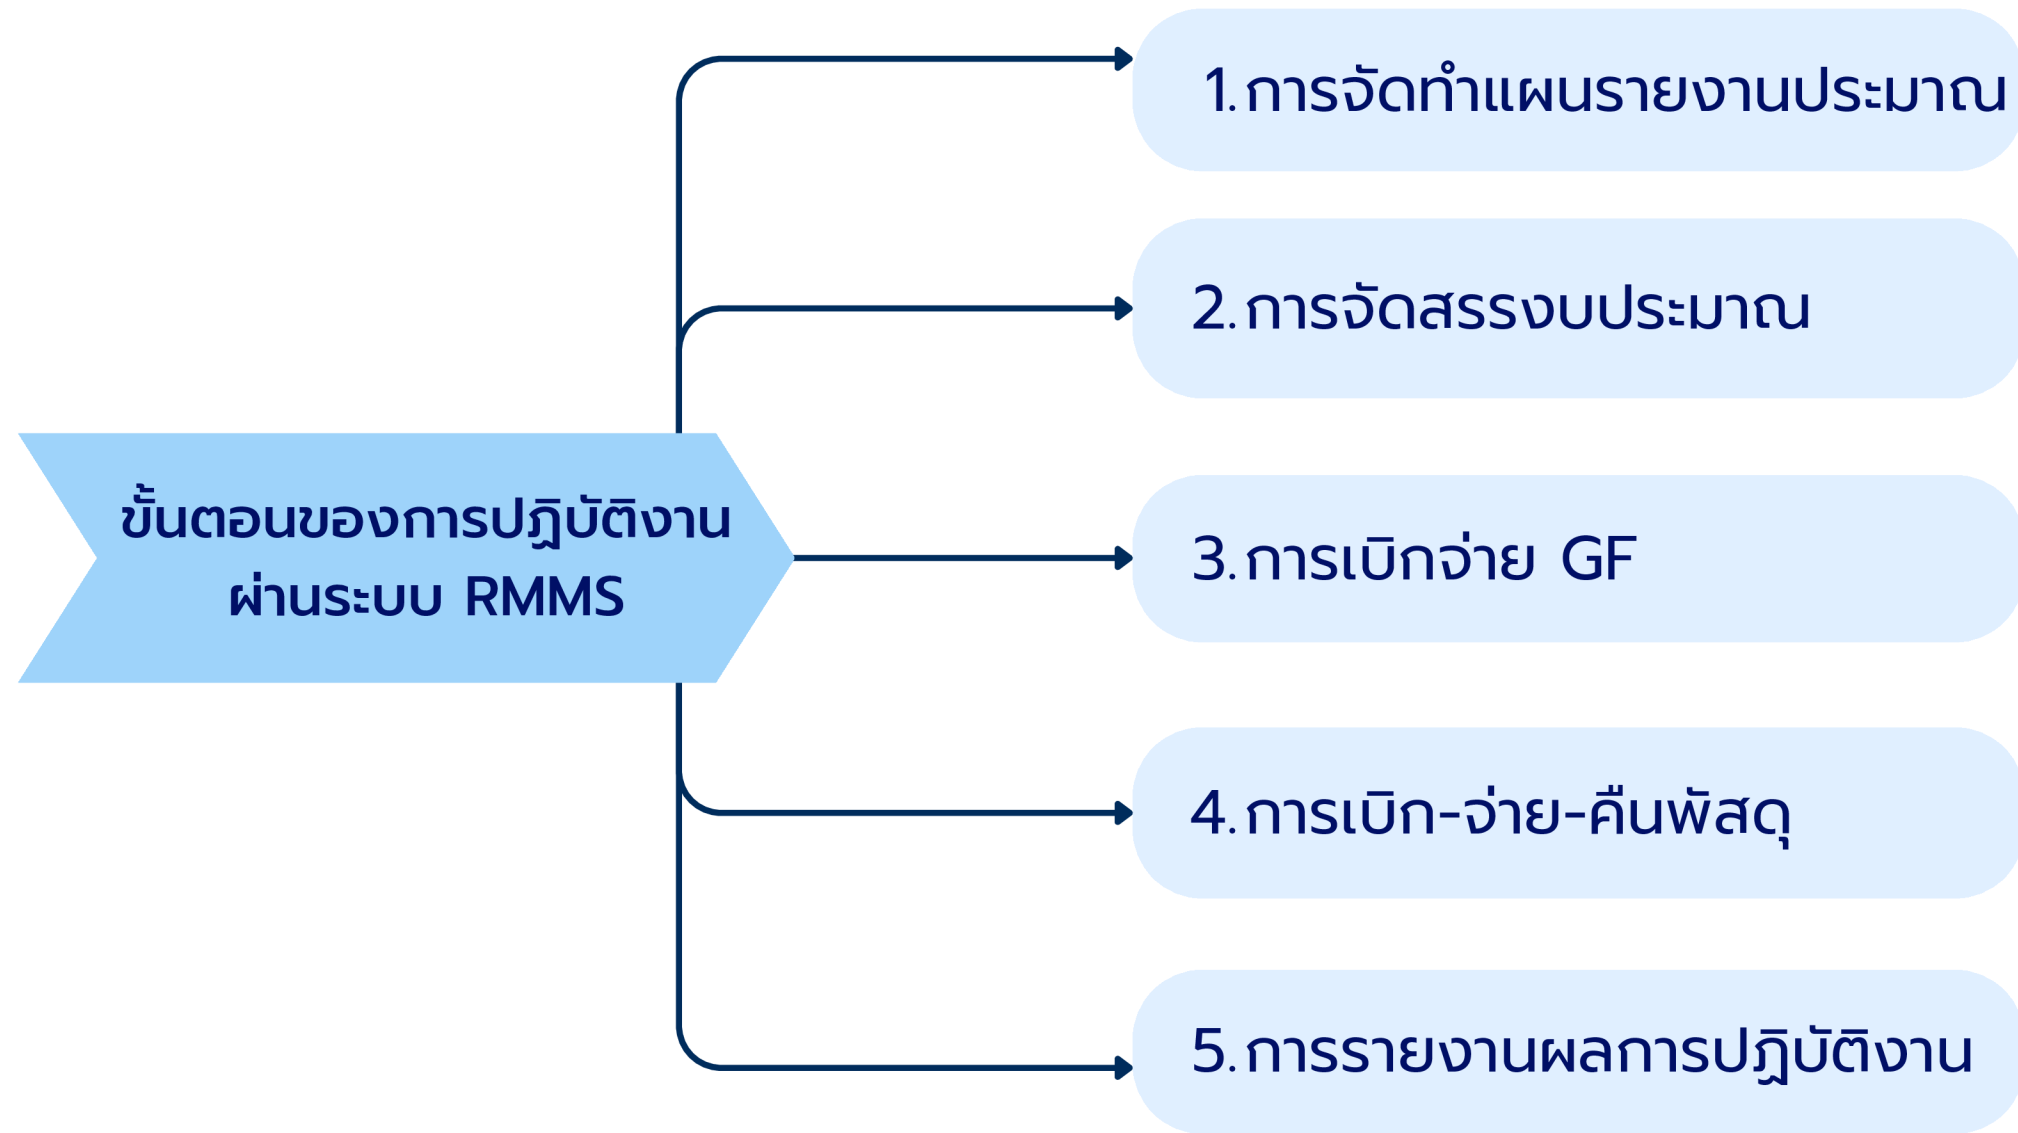 ขั้นตอนของการปฏิบัติงาน
ผ่านระบบ RMMS
1. การจัดทำแผนรายงานประมาณ
2. การจัดสรรงบประมาณ
3. การเบิกจ่าย GF
4. การเบิก-จ่าย-คืนพัสดุ
5. การรายงานผลการปฏิบัติงาน